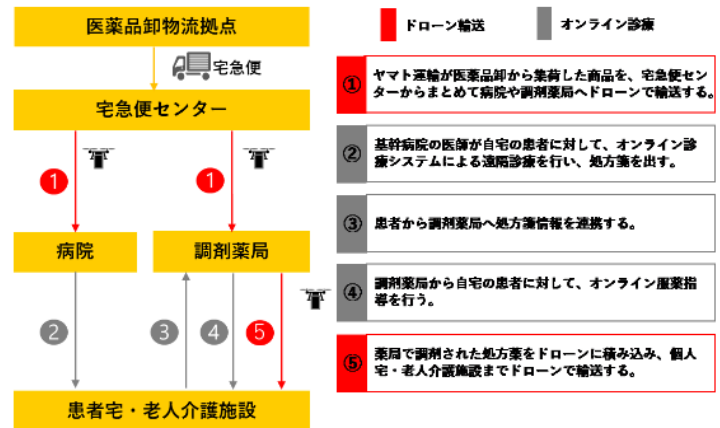 医薬品卸物流拠点
宅急便
宅急便センター
1
1
病院
調剤薬局
2
3
4
5
患者宅・老人介護施設
ドローン輸送
オンライン診療
①
ヤマト運輸が医薬品卸から集荷した商品を、宅急便セン
ターからまとめて病院や調剤薬局へドローンで輸送する。
②
基幹病院の医師が自宅の患者に対して、オンライン診
療システムによる遠隔診療を行い、処方箋を出す。
③
患者から調剤薬局へ処方箋情報を連携する。
④
調剤薬局から自宅の患者に対して、オンライン服薬指
導を行う。
⑤
薬局で調剤された処方薬をドローンに積み込み、個人
宅・老人介護施設までドローンで輸送する。